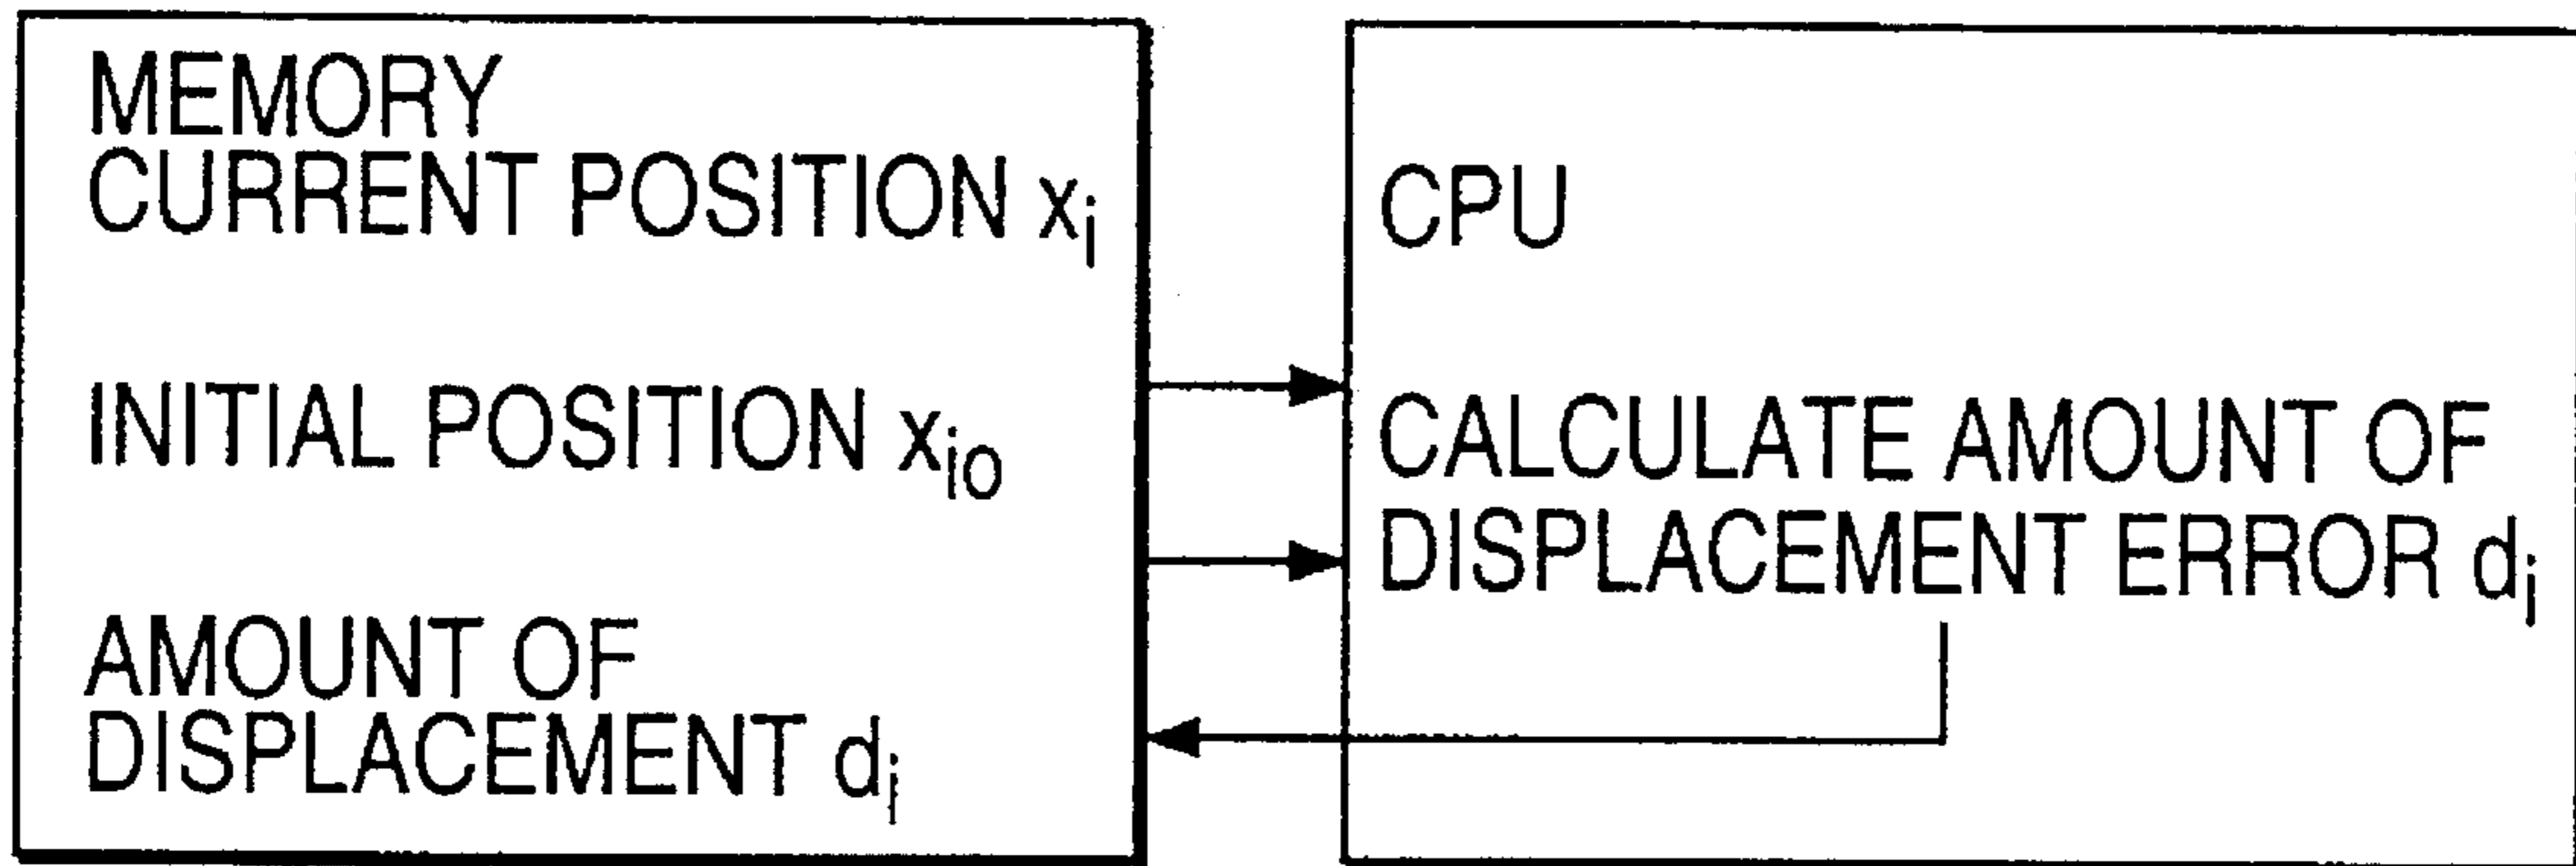 MEMORY
CURRENT POSITION xi
INITIAL POSITION xio
AMOUNT OF
DISPLACEMENT di
CPU
CALCULATE AMOUNT OF
DISPLACEMENT ERROR di